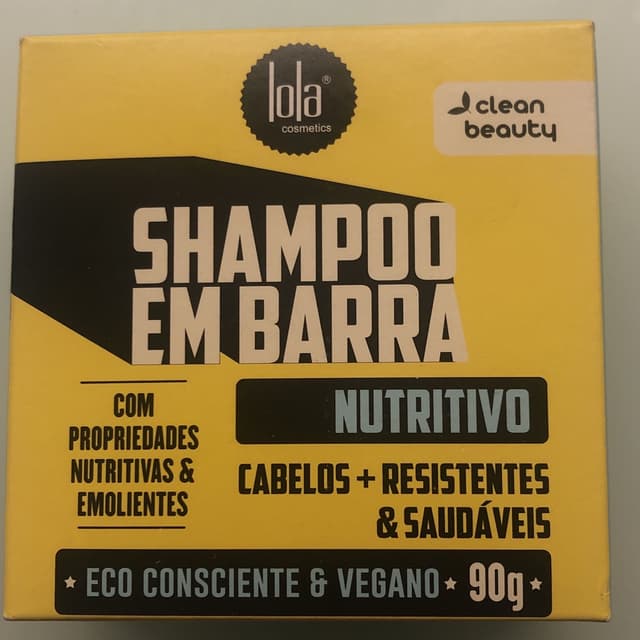 lola®
cosmetics
clean
beauty
SHAMPOO
EM BARRA
COM
PROPRIEDADES
NUTRITIVAS &
EMOLIENTES
NUTRITIVO
CABELOS + RESISTENTES
& SAUDÁVEIS
★ ECO CONSCIENTE & VEGANO ★ 90g ★